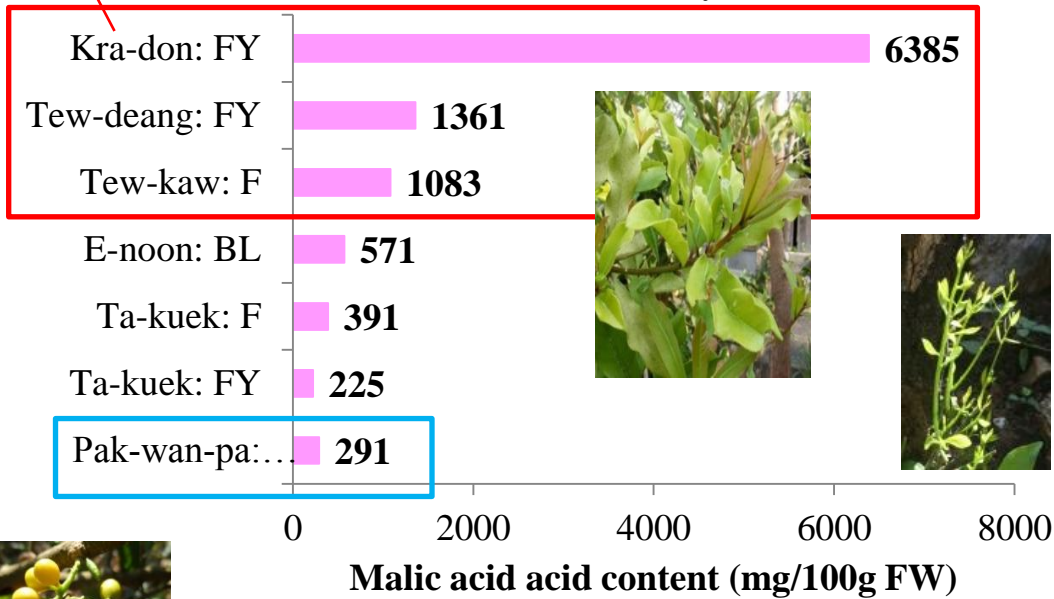 Kra-don: FY 6385
Tew-deang: FY 1361
Tew-kaw: F 1083
E-noon: BL 571
Ta-kuek: F 391
Ta-kuek: FY 225
Pak-wan-pa:… 291
0 2000 4000 6000 8000
Malic acid acid content (mg/100g FW)